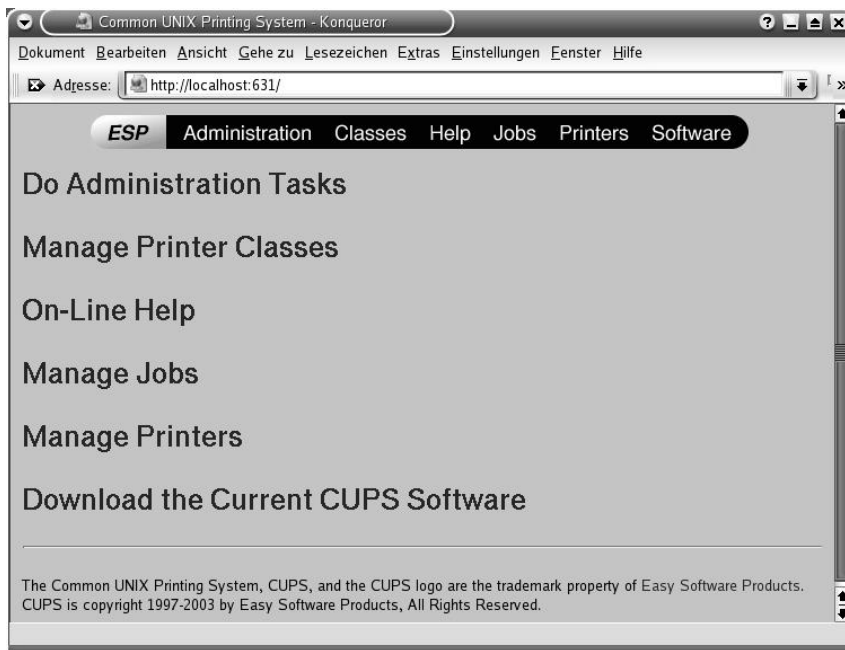 Common UNIX Printing System - Konqueror
Dokument Bearbeiten Ansicht Gehe zu Lesezeichen Extras Einstellungen Fenster Hilfe
Adresse: http://localhost:631/
ESP Administration Classes Help Jobs Printers Software
Do Administration Tasks
Manage Printer Classes
On-Line Help
Manage Jobs
Manage Printers
Download the Current CUPS Software
The Common UNIX Printing System, CUPS, and the CUPS logo are the trademark property of Easy Software Products.
CUPS is copyright 1997-2003 by Easy Software Products, All Rights Reserved.